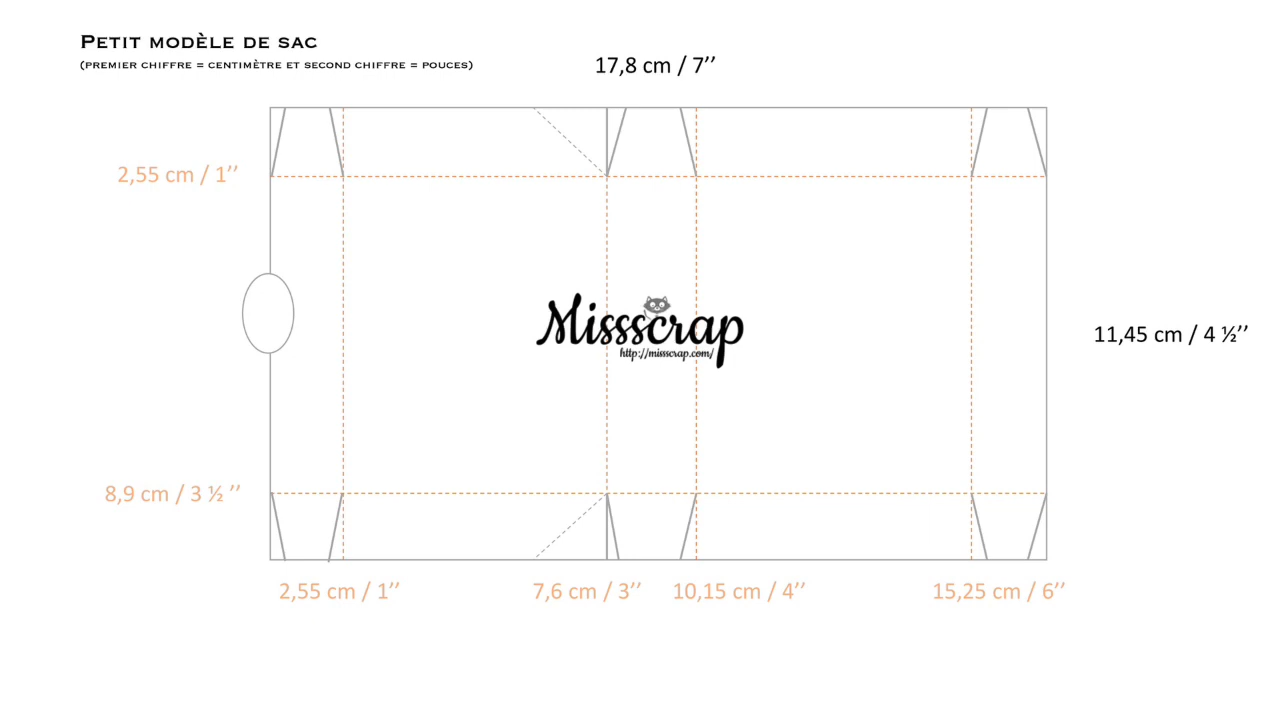 PETIT MODÈLE DE SAC
(PREMIER CHIFFRE = CENTIMÈTRE ET SECOND CHIFFRE = POUCES)
17,8 cm / 7’’
2,55 cm / 1’’
Missscrap
http://missscrap.com/
11,45 cm / 4 ½’’
8,9 cm / 3 ½ ’’
2,55 cm / 1’’
7,6 cm / 3’’
10,15 cm / 4’’
15,25 cm / 6’’